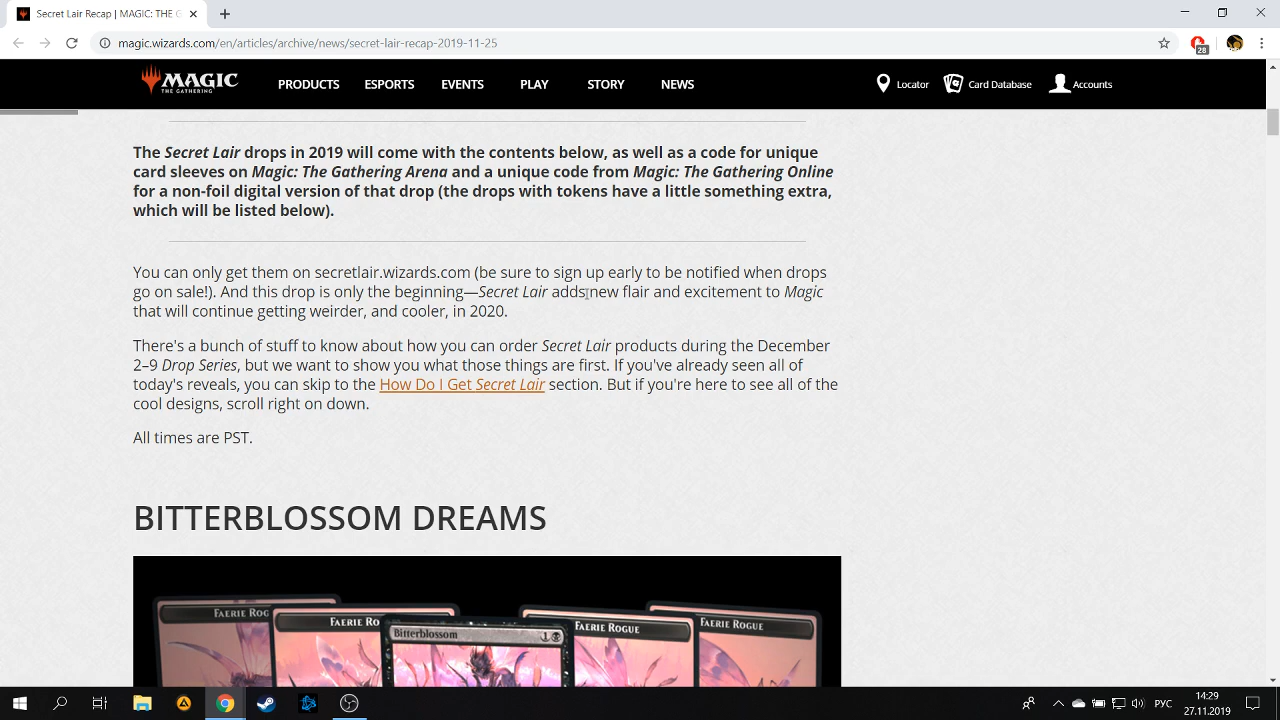 Secret Lair Recap | MAGIC: THE G
magic.wizards.com/en/articles/archive/news/secret-lair-recap-2019-11-25
28
MAGIC
THE GATHERING
PRODUCTS
ESPORTS
EVENTS
PLAY
STORY
NEWS
Locator
Card Database
Accounts
The Secret Lair drops in 2019 will come with the contents below, as well as a code for unique
card sleeves on Magic: The Gathering Arena and a unique code from Magic: The Gathering Online
for a non-foil digital version of that drop (the drops with tokens have a little something extra,
which will be listed below).
You can only get them on secretlair.wizards.com (be sure to sign up early to be notified when drops
go on sale!). And this drop is only the beginning—Secret Lair adds new flair and excitement to Magic
that will continue getting weirder, and cooler, in 2020.
There's a bunch of stuff to know about how you can order Secret Lair products during the December
2–9 Drop Series, but we want to show you what those things are first. If you've already seen all of
today's reveals, you can skip to the How Do I Get Secret Lair section. But if you're here to see all of the
cool designs, scroll right on down.
All times are PST.
BITTERBLOSSOM DREAMS
FAERIE ROG
FAERIE RO
Bitterblossom
1
FAERIE ROGUE
FAERIE ROGUE
РУС
14:29
27.11.2019